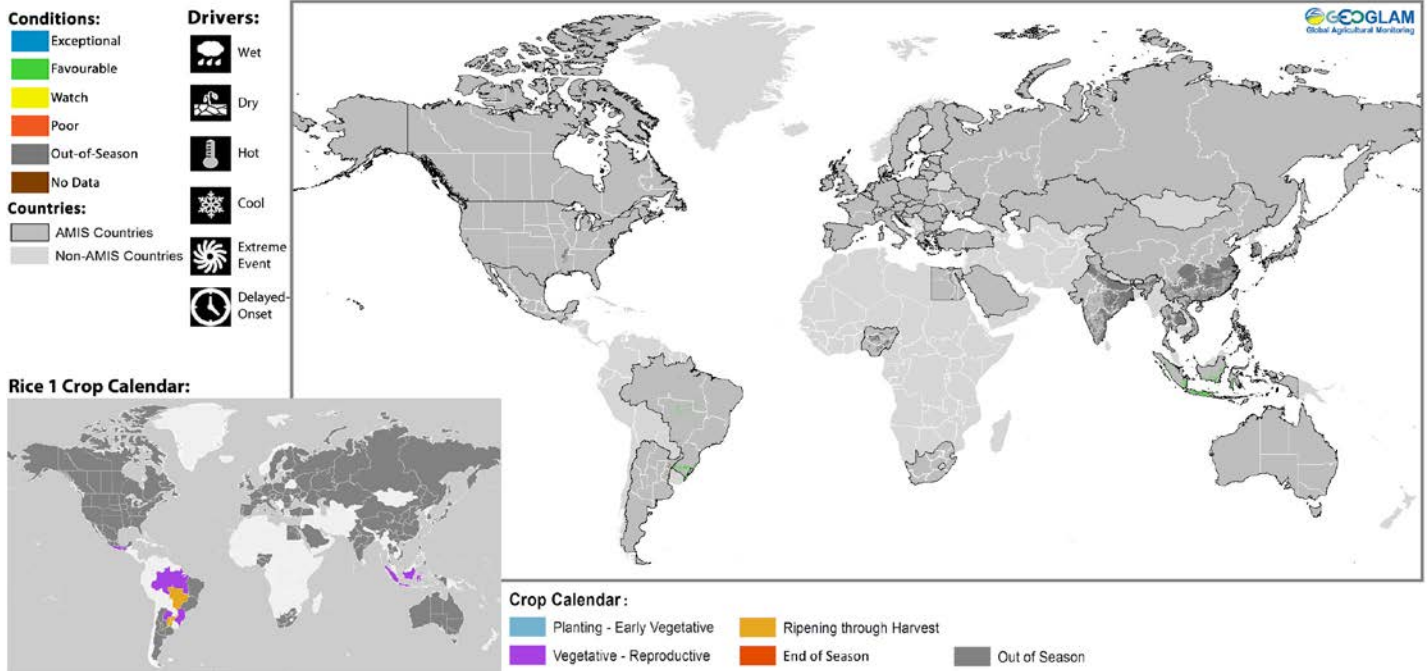 Conditions:
Exceptional
Favourable
Watch
Poor
Out-of-Season
No Data
Countries:
AMIS Countries
Non-AMIS Countries
Drivers:
Wet
Dry
Hot
Cool
Extreme
Event
Delayed-
Onset
GEOGLAM
Global Agricultural Monitoring
Rice 1 Crop Calendar:
Crop Calendar :
Planting - Early Vegetative
Vegetative - Reproductive
Ripening through Harvest
End of Season
Out of Season